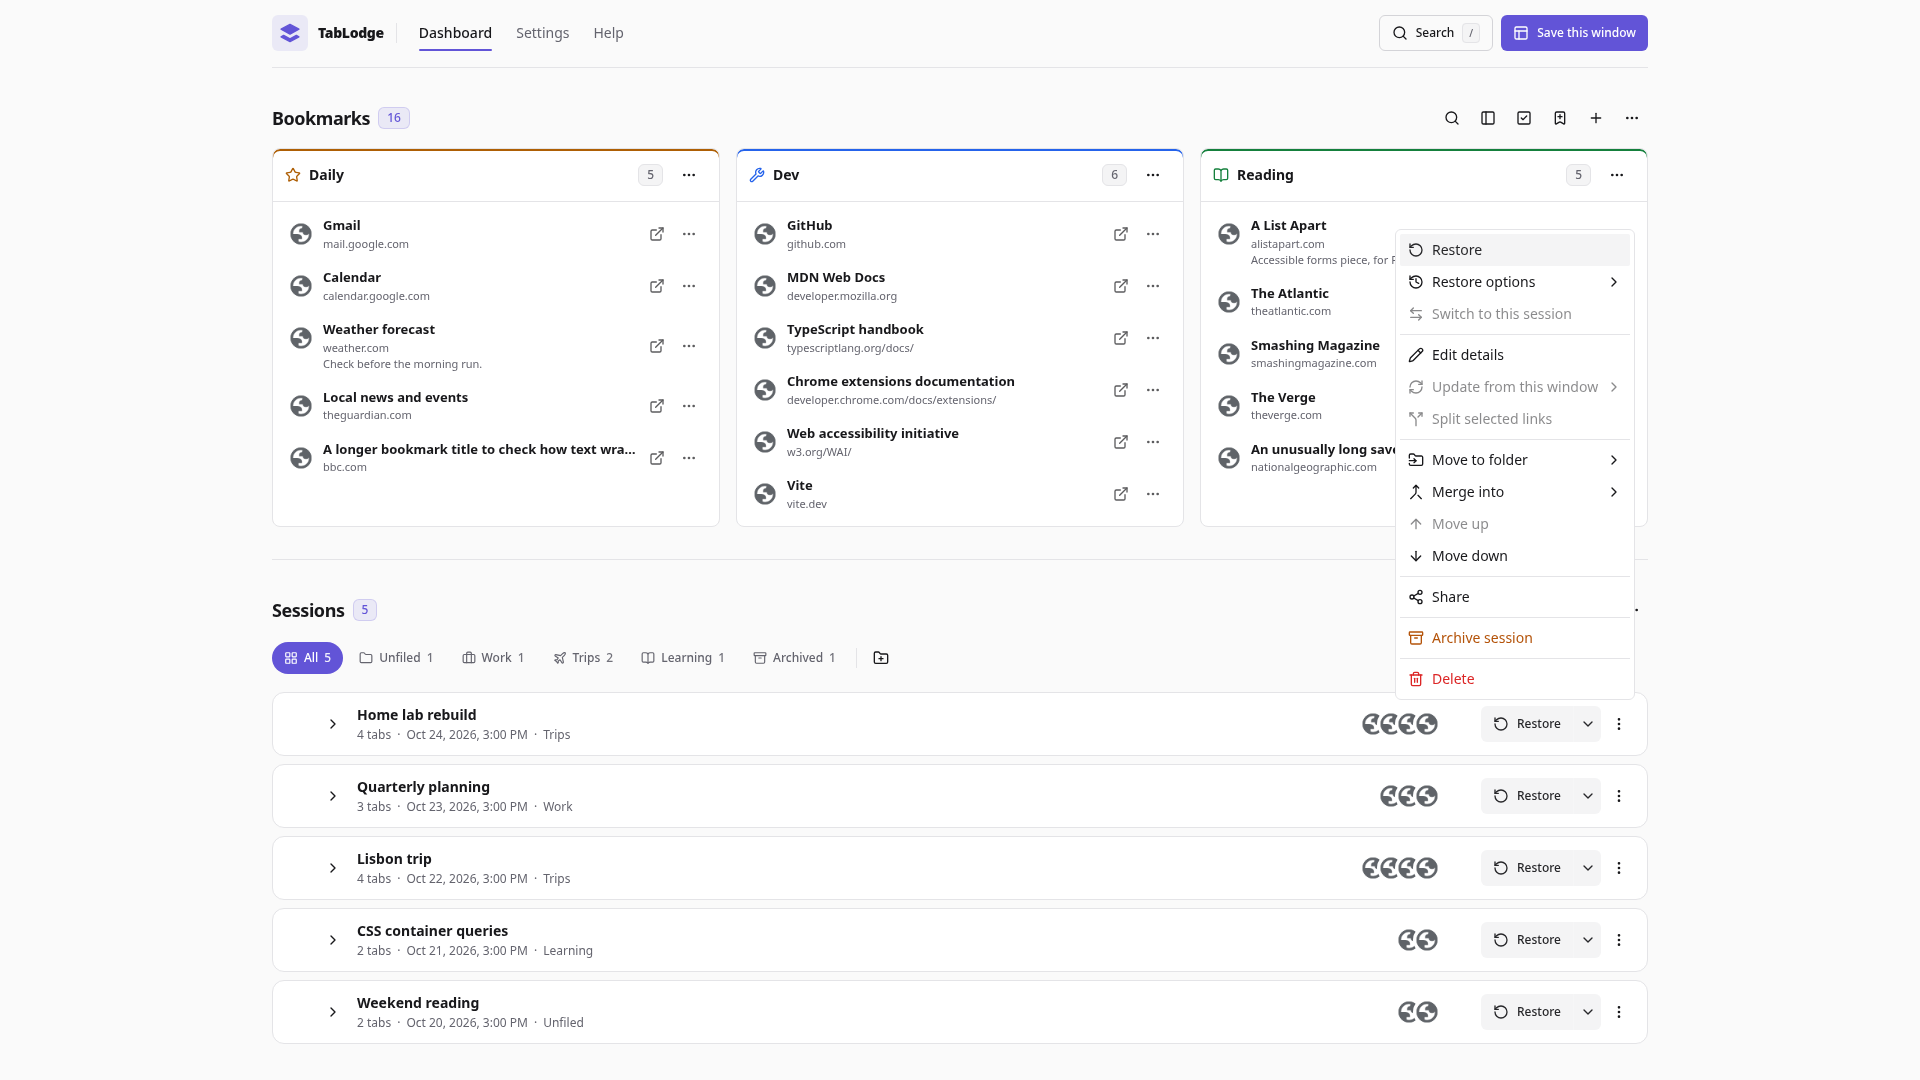 TabLodge
Dashboard
Settings
Help
Search /
Save this window
Bookmarks 16
Daily 5
Gmail
mail.google.com
Calendar
calendar.google.com
Weather forecast
weather.com
Check before the morning run.
Local news and events
theguardian.com
A longer bookmark title to check how text wra...
bbc.com
Dev 6
GitHub
github.com
MDN Web Docs
developer.mozilla.org
TypeScript handbook
typescriptlang.org/docs/
Chrome extensions documentation
developer.chrome.com/docs/extensions/
Web accessibility initiative
w3.org/WAI/
Vite
vite.dev
Reading 5
A List Apart
alistapart.com
Accessible forms piece, for
The Atlantic
theatlantic.com
Smashing Magazine
smashingmagazine.com
The Verge
theverge.com
An unusually long save
nationalgeographic.com
Restore
Restore options
Switch to this session
Edit details
Update from this window
Split selected links
Move to folder
Merge into
Move up
Move down
Share
Archive session
Delete
Sessions 5
All 5
Unfiled 1
Work 1
Trips 2
Learning 1
Archived 1
Home lab rebuild
4 tabs · Oct 24, 2026, 3:00 PM · Trips
Restore
Quarterly planning
3 tabs · Oct 23, 2026, 3:00 PM · Work
Restore
Lisbon trip
4 tabs · Oct 22, 2026, 3:00 PM · Trips
Restore
CSS container queries
2 tabs · Oct 21, 2026, 3:00 PM · Learning
Restore
Weekend reading
2 tabs · Oct 20, 2026, 3:00 PM · Unfiled
Restore